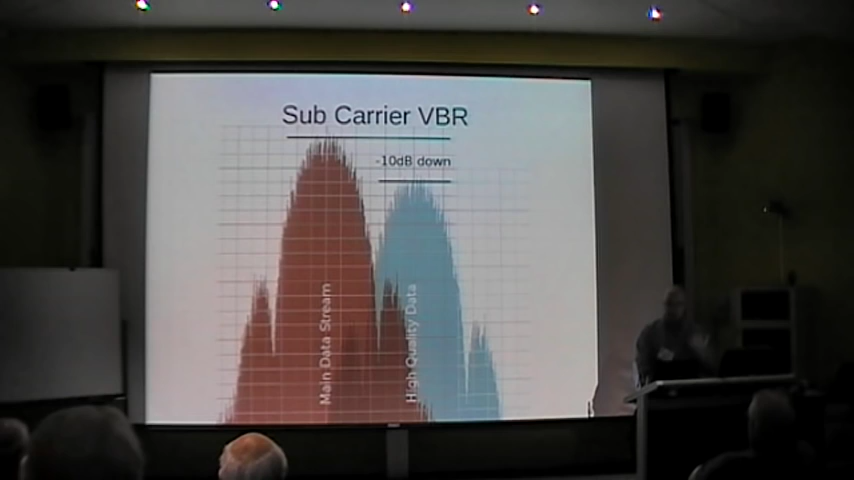 Sub Carrier VBR
-10dB down
Main Data Stream
High Quality Data